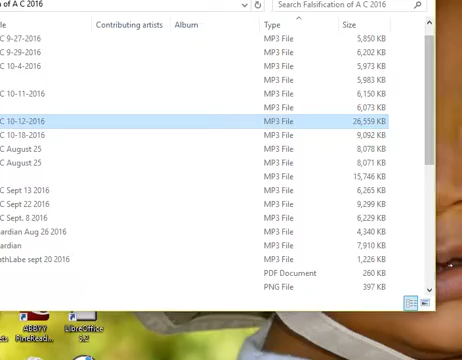 n of A C 2016
Search Falsification of A C 2016
Contributing artists Album Type Size
C 9-27-2016 MP3 File 5,850 KB
C 9-29-2016 MP3 File 6,202 KB
C 10-4-2016 MP3 File 5,973 KB
MP3 File 5,983 KB
C 10-11-2016 MP3 File 6,150 KB
MP3 File 6,073 KB
C 10-12-2016 MP3 File 26,559 KB
C 10-18-2016 MP3 File 9,092 KB
C August 25 MP3 File 8,078 KB
C August 25 MP3 File 8,071 KB
MP3 File 15,746 KB
C Sept 13 2016 MP3 File 6,265 KB
C Sept 22 2016 MP3 File 9,299 KB
C Sept. 8 2016 MP3 File 6,229 KB
ardian Aug 26 2016 MP3 File 4,340 KB
ardian MP3 File 7,910 KB
athLabe sept 20 2016 MP3 File 1,226 KB
PDF Document 260 KB
PNG File 397 KB
ets ABBYY LibreOffice
FineRead...